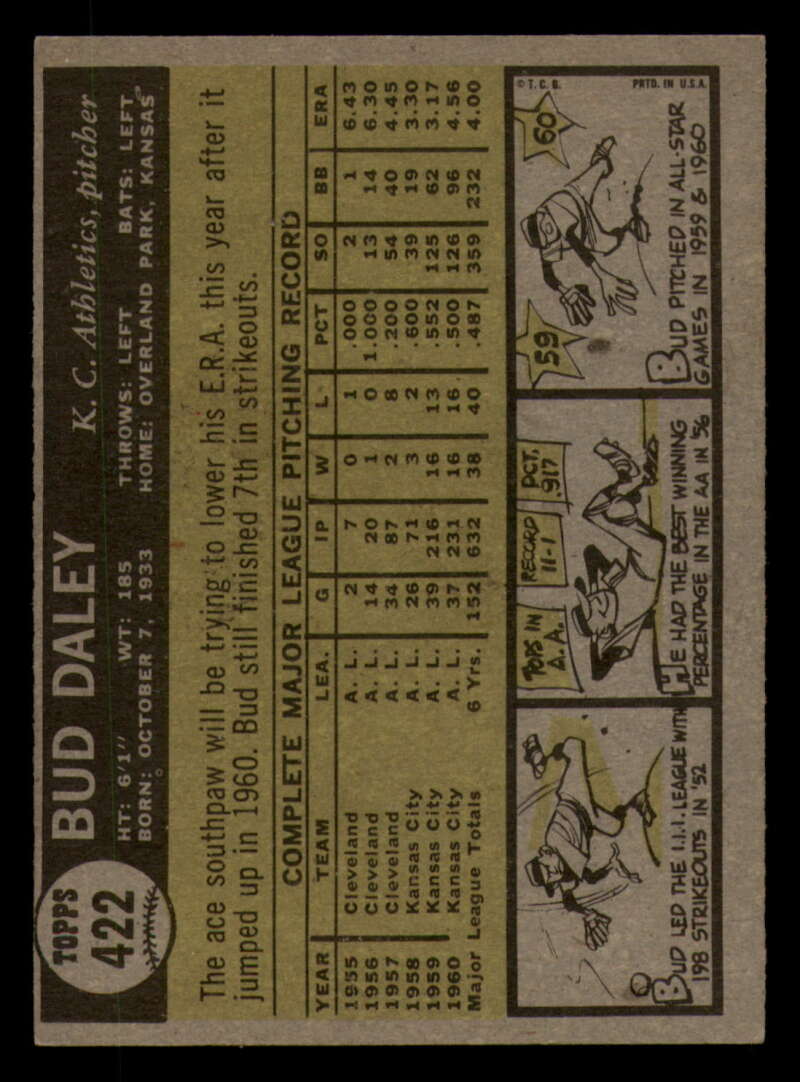 TOPPS
422
BUD DALEY
K. C. Athletics, pitcher
HT: 6'1" WT: 185 THROWS: LEFT BATS: LEFT
BORN: OCTOBER 7, 1933 HOME: OVERLAND PARK, KANSAS
The ace southpaw will be trying to lower his E.R.A. this year after it
jumped up in 1960. Bud still finished 7th in strikeouts.
COMPLETE MAJOR LEAGUE PITCHING RECORD
YEAR TEAM LEA. G IP W L PCT SO BB ERA
1955 Cleveland A. L. 2 7 0 1 .000 2 1 6.43
1956 Cleveland A. L. 14 20 1 0 1.000 13 14 6.30
1957 Cleveland A. L. 34 87 2 8 .200 54 40 4.45
1958 Kansas City A. L. 26 71 3 2 .600 39 19 3.30
1959 Kansas City A. L. 39 216 16 13 .552 125 62 3.17
1960 Kansas City A. L. 37 231 16 16 .500 126 96 4.56
Major League Totals 6 Yrs. 152 632 38 40 .487 359 232 4.00
BUD LED THE I.I.I. LEAGUE WITH
198 STRIKEOUTS IN '52
TOPS IN
A.A.
RECORD
11-1
PCT.
.917
HE HAD THE BEST WINNING
PERCENTAGE IN THE AA IN '56
© T. C. G. PRTD. IN U.S.A.
59
60
BUD PITCHED IN ALL-STAR
GAMES IN 1959 & 1960